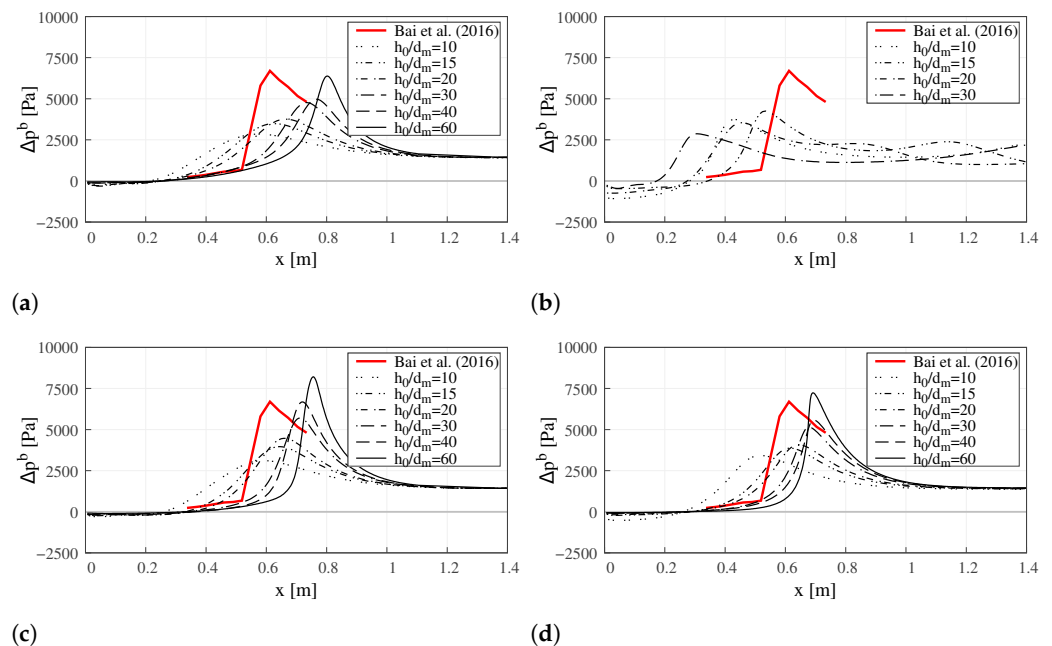 10000
7500
5000
2500
0
−2500
Δpᵇ [Pa]
Bai et al. (2016)
h₀/dₘ=10
h₀/dₘ=15
h₀/dₘ=20
h₀/dₘ=30
h₀/dₘ=40
h₀/dₘ=60
0 0.2 0.4 0.6 0.8 1 1.2 1.4
x [m]
(a)
10000
7500
5000
2500
0
−2500
Δpᵇ [Pa]
Bai et al. (2016)
h₀/dₘ=10
h₀/dₘ=15
h₀/dₘ=20
h₀/dₘ=30
0 0.2 0.4 0.6 0.8 1 1.2 1.4
x [m]
(b)
10000
7500
5000
2500
0
−2500
Δpᵇ [Pa]
Bai et al. (2016)
h₀/dₘ=10
h₀/dₘ=15
h₀/dₘ=20
h₀/dₘ=30
h₀/dₘ=40
h₀/dₘ=60
0 0.2 0.4 0.6 0.8 1 1.2 1.4
x [m]
(c)
10000
7500
5000
2500
0
−2500
Δpᵇ [Pa]
Bai et al. (2016)
h₀/dₘ=10
h₀/dₘ=15
h₀/dₘ=20
h₀/dₘ=30
h₀/dₘ=40
h₀/dₘ=60
0 0.2 0.4 0.6 0.8 1 1.2 1.4
x [m]
(d)